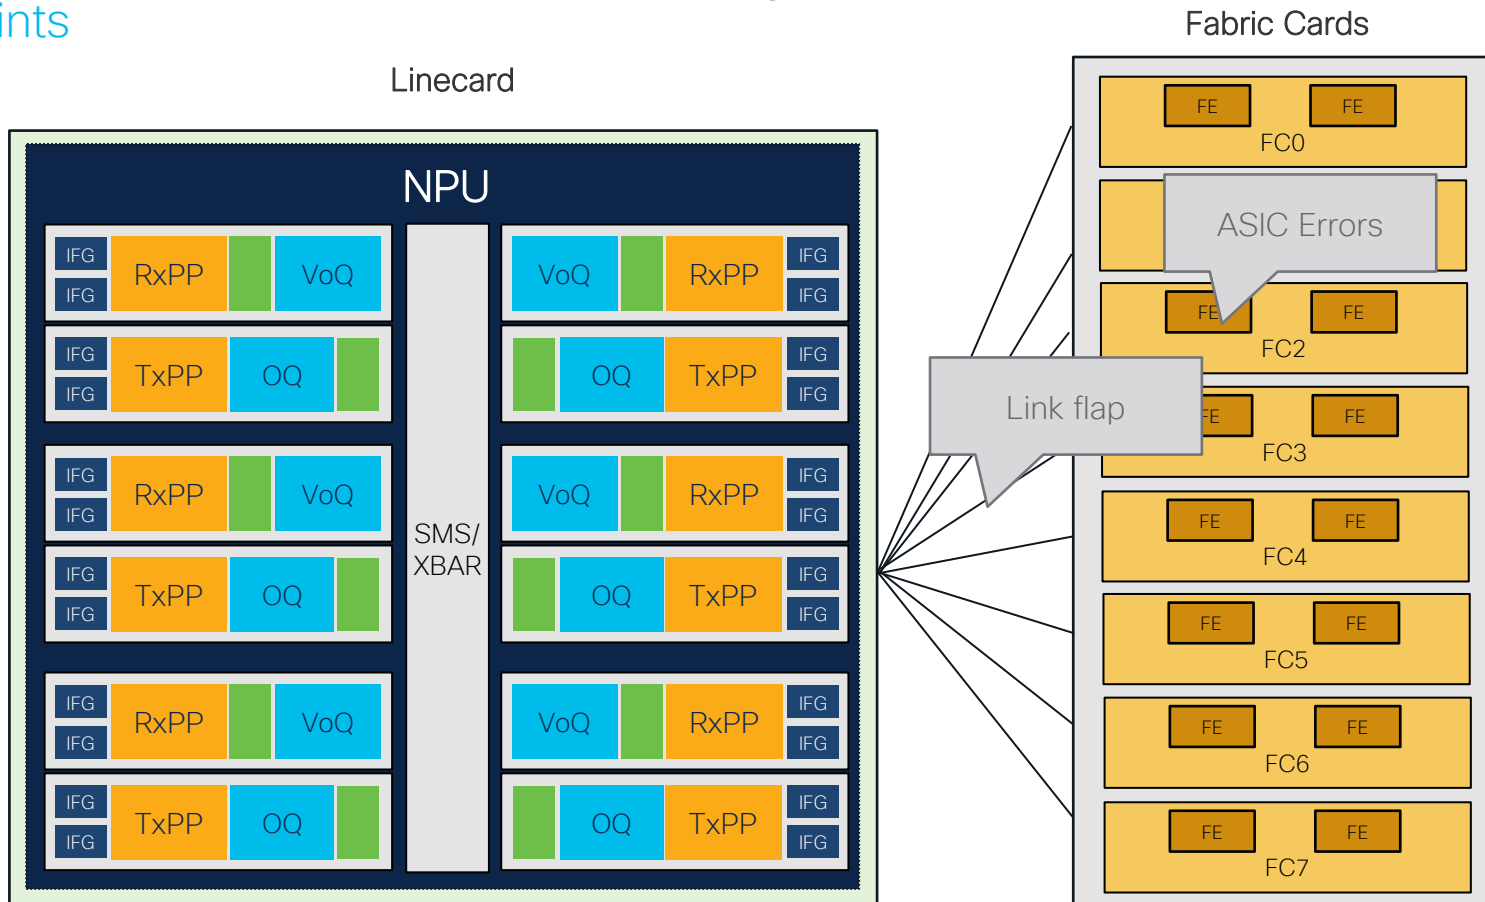 ints
Fabric Cards
Linecard
NPU
IFG
IFG
RxPP
VoQ
VoQ
RxPP
IFG
IFG
IFG
IFG
TxPP
OQ
OQ
TxPP
IFG
IFG
IFG
IFG
RxPP
VoQ
VoQ
RxPP
IFG
IFG
IFG
IFG
TxPP
OQ
OQ
TxPP
IFG
IFG
IFG
IFG
RxPP
VoQ
VoQ
RxPP
IFG
IFG
IFG
IFG
TxPP
OQ
OQ
TxPP
IFG
IFG
SMS/
XBAR
Link flap
FE
FE
FC0
ASIC Errors
FE
FE
FC2
FE
FE
FC3
FE
FE
FC4
FE
FE
FC5
FE
FE
FC6
FE
FE
FC7